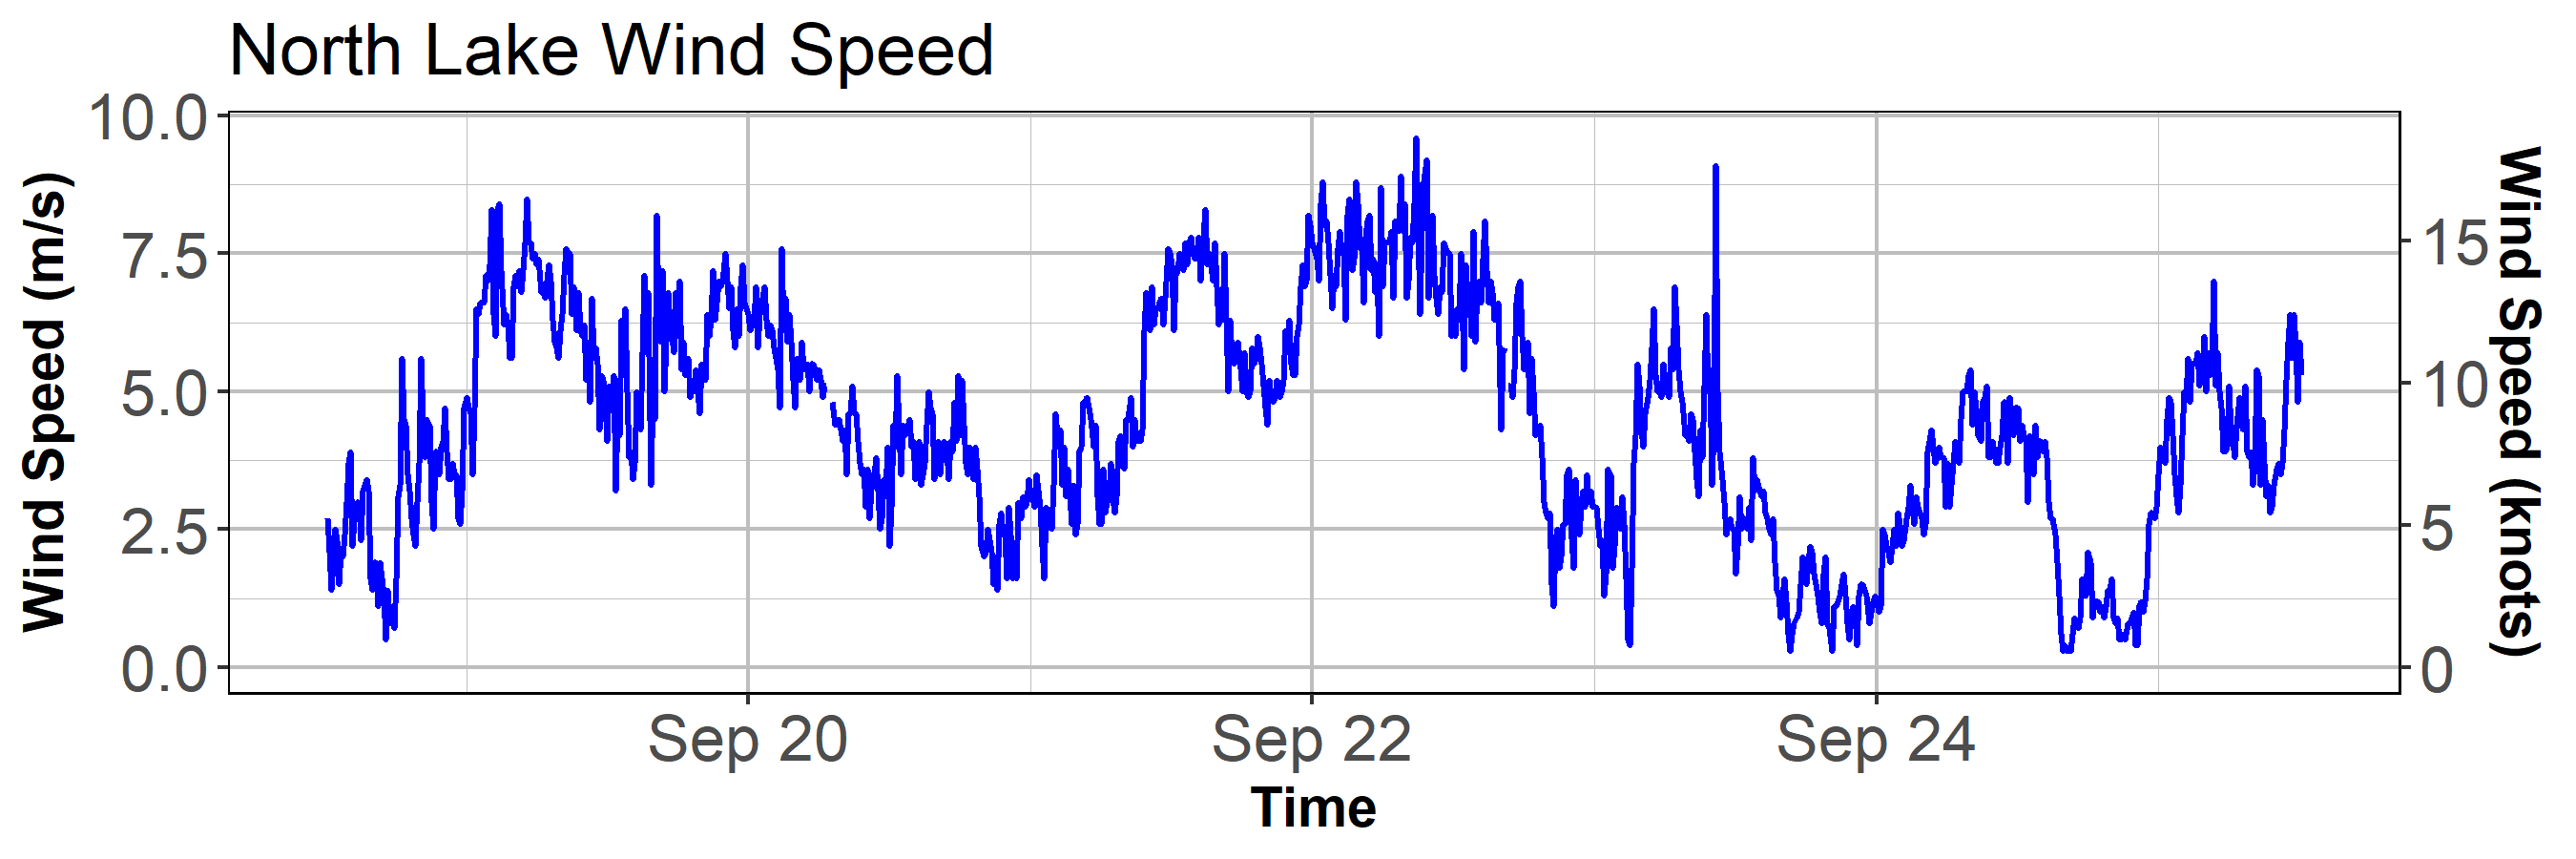 North Lake Wind Speed
Wind Speed (m/s)
10.0
7.5
5.0
2.5
0.0
Wind Speed (knots)
15
10
5
0
Sep 20
Sep 22
Sep 24
Time